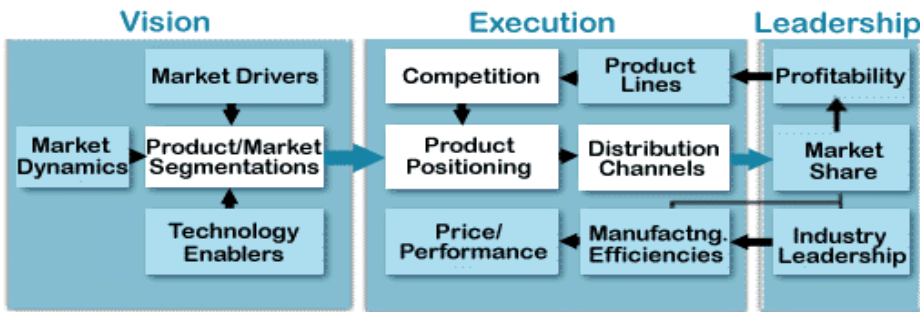 Vision
Market Drivers
Market
Dynamics
Product/Market
Segmentations
Technology
Enablers
Execution
Competition
Product
Lines
Product
Positioning
Distribution
Channels
Price/
Performance
Manufactng.
Efficiencies
Leadership
Profitability
Market
Share
Industry
Leadership